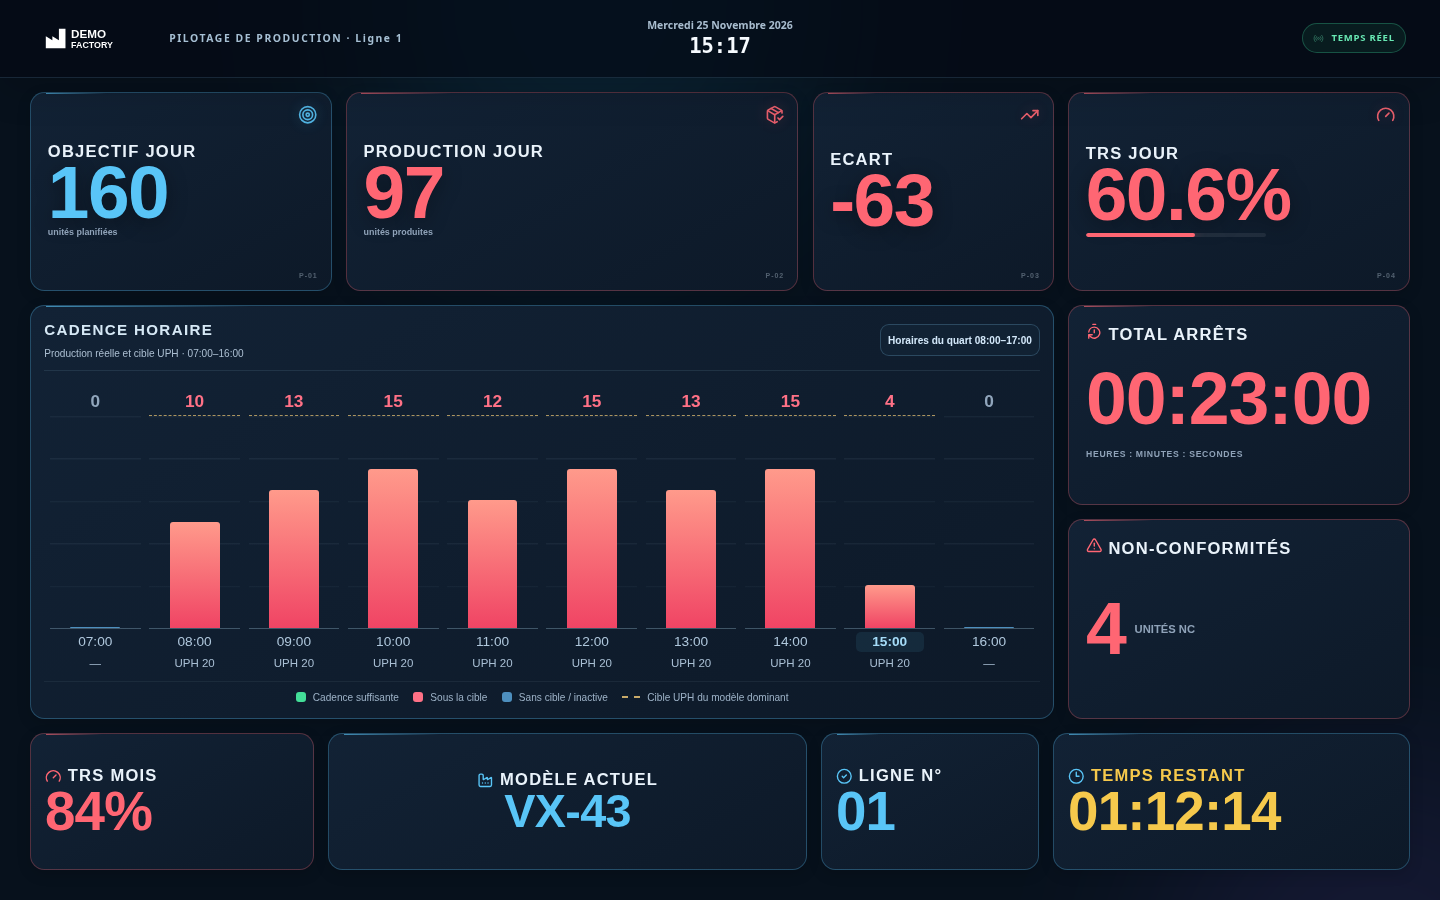 DEMO
FACTORY
PILOTAGE DE PRODUCTION · Ligne 1
Mercredi 25 Novembre 2026
15:17
TEMPS RÉEL
OBJECTIF JOUR
160
unités planifiées
P-01
PRODUCTION JOUR
97
unités produites
P-02
ECART
-63
P-03
TRS JOUR
60.6%
P-04
CADENCE HORAIRE
Production réelle et cible UPH · 07:00–16:00
Horaires du quart 08:00–17:00
0 10 13 15 12 15 13 15 4 0
07:00 08:00 09:00 10:00 11:00 12:00 13:00 14:00 15:00 16:00
— UPH 20 UPH 20 UPH 20 UPH 20 UPH 20 UPH 20 UPH 20 UPH 20 —
Cadence suffisante Sous la cible Sans cible / inactive Cible UPH du modèle dominant
TOTAL ARRÊTS
00:23:00
HEURES : MINUTES : SECONDES
NON-CONFORMITÉS
4 UNITÉS NC
TRS MOIS
84%
MODÈLE ACTUEL
VX-43
LIGNE N°
01
TEMPS RESTANT
01:12:14